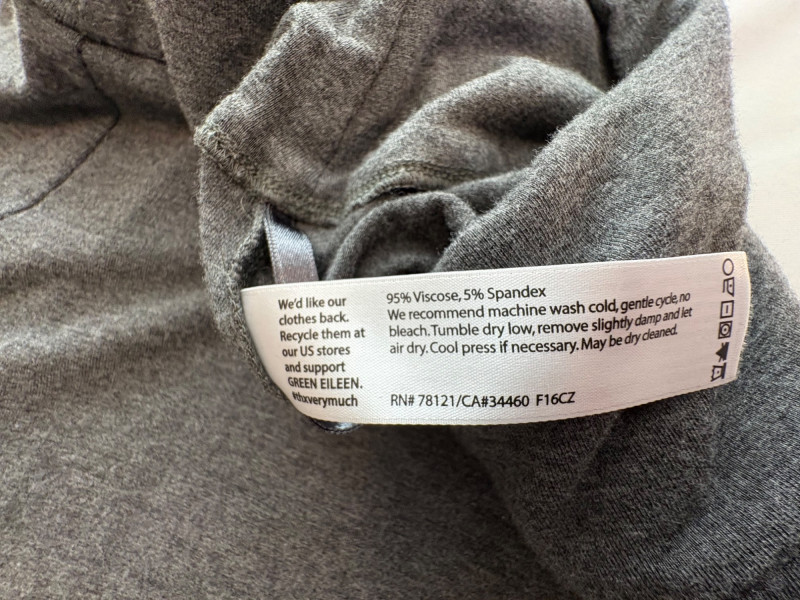 We'd like our
clothes back.
Recycle them at
our US stores
and support
GREEN EILEEN.
#thxverymuch
95% Viscose, 5% Spandex
We recommend machine wash cold, gentle cycle, no
bleach. Tumble dry low, remove slightly damp and let
air dry. Cool press if necessary. May be dry cleaned.
RN# 78121/CA#34460 F16CZ